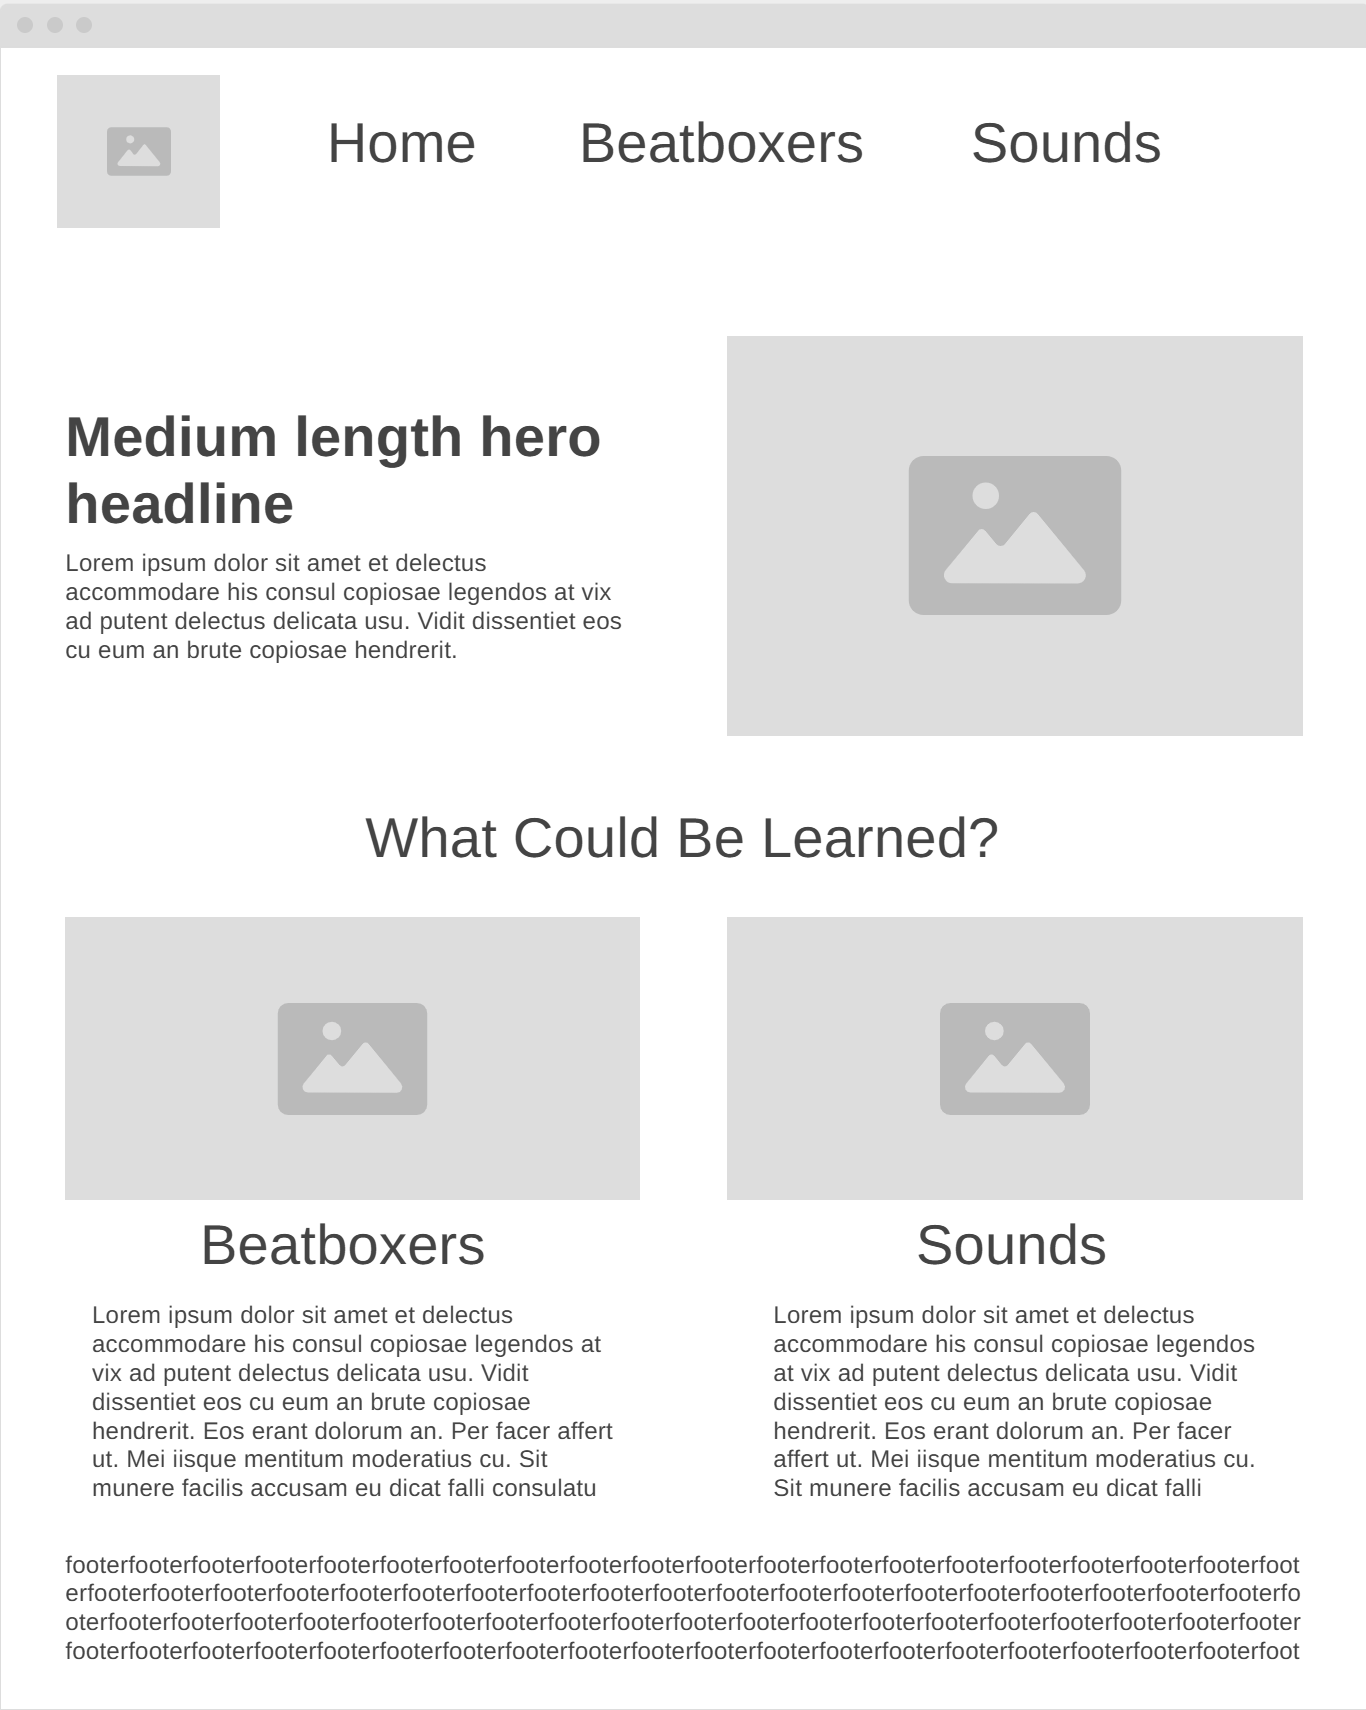 Home Beatboxers Sounds
Medium length hero
headline
Lorem ipsum dolor sit amet et delectus
accommodare his consul copiosae legendos at vix
ad putent delectus delicata usu. Vidit dissentiet eos
cu eum an brute copiosae hendrerit.
What Could Be Learned?
Beatboxers
Lorem ipsum dolor sit amet et delectus
accommodare his consul copiosae legendos at
vix ad putent delectus delicata usu. Vidit
dissentiet eos cu eum an brute copiosae
hendrerit. Eos erant dolorum an. Per facer affert
ut. Mei iisque mentitum moderatius cu. Sit
munere facilis accusam eu dicat falli consulatu
Sounds
Lorem ipsum dolor sit amet et delectus
accommodare his consul copiosae legendos
at vix ad putent delectus delicata usu. Vidit
dissentiet eos cu eum an brute copiosae
hendrerit. Eos erant dolorum an. Per facer
affert ut. Mei iisque mentitum moderatius cu.
Sit munere facilis accusam eu dicat falli
footerfooterfooterfooterfooterfooterfooterfooterfooterfooterfooterfooterfooterfooterfooterfooterfooterfooterfooterfoot
erfooterfooterfooterfooterfooterfooterfooterfooterfooterfooterfooterfooterfooterfooterfooterfooterfooterfooterfooterfo
oterfooterfooterfooterfooterfooterfooterfooterfooterfooterfooterfooterfooterfooterfooterfooterfooterfooterfooterfooter
footerfooterfooterfooterfooterfooterfooterfooterfooterfooterfooterfooterfooterfooterfooterfooterfooterfooterfooterfoot